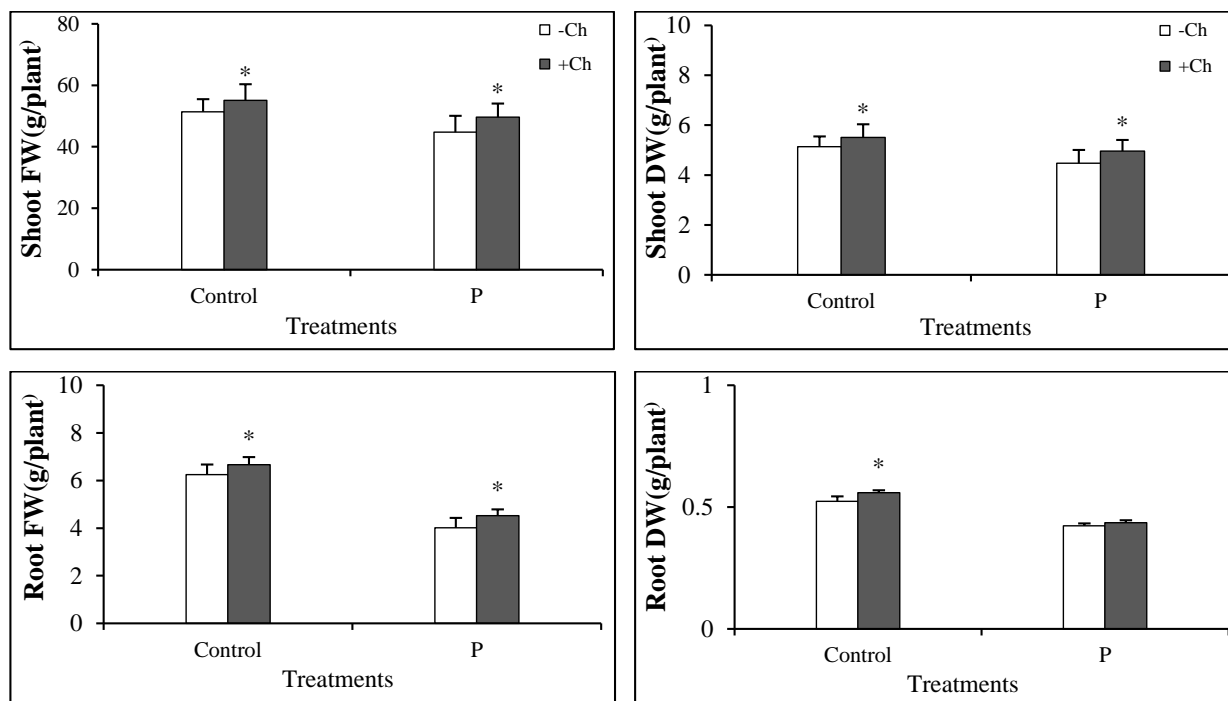 Shoot FW(g/plant)
80
60
40
20
0
-Ch
+Ch
*
*
Control
P
Treatments
Shoot DW(g/plant)
10
8
6
4
2
0
-Ch
+Ch
*
*
Control
P
Treatments
Root FW(g/plant)
10
8
6
4
2
0
*
*
Control
P
Treatments
Root DW(g/plant)
1
0.5
0
*
Control
P
Treatments